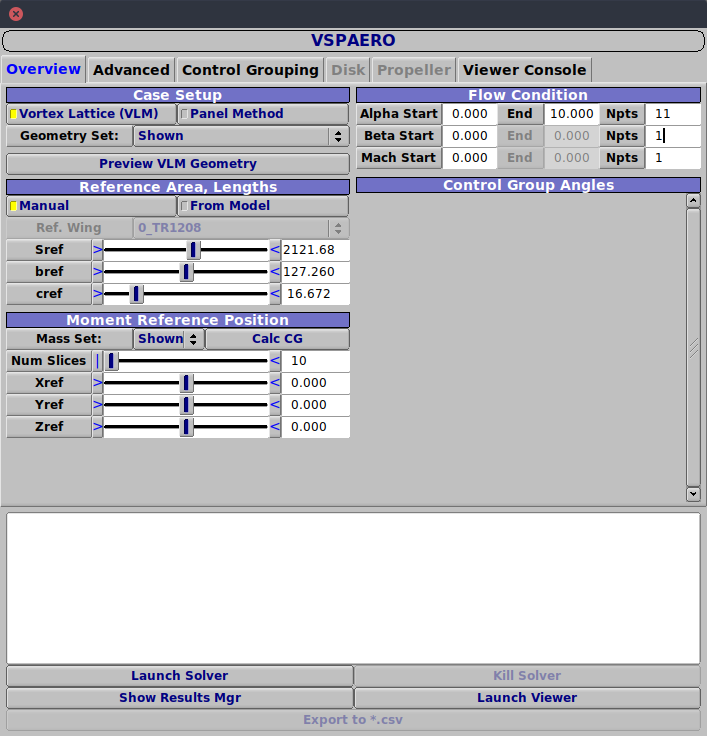 VSPAERO
Overview Advanced Control Grouping Disk Propeller Viewer Console
Case Setup
Vortex Lattice (VLM) Panel Method
Geometry Set: Shown
Preview VLM Geometry
Reference Area, Lengths
Manual From Model
Ref. Wing 0_TR1208
Sref > < 2121.68
bref > < 127.260
cref > < 16.672
Moment Reference Position
Mass Set: Shown Calc CG
Num Slices | < 10
Xref > < 0.000
Yref > < 0.000
Zref > < 0.000
Flow Condition
Alpha Start 0.000 End 10.000 Npts 11
Beta Start 0.000 End 0.000 Npts 1
Mach Start 0.000 End 0.000 Npts 1
Control Group Angles
Launch Solver Kill Solver
Show Results Mgr Launch Viewer
Export to *.csv